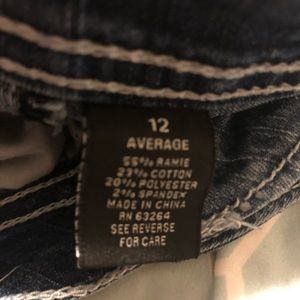 12
AVERAGE
55% RAMIE
23% COTTON
20% POLYESTER
2% SPANDEX
MADE IN CHINA
RN 63264
SEE REVERSE
FOR CARE